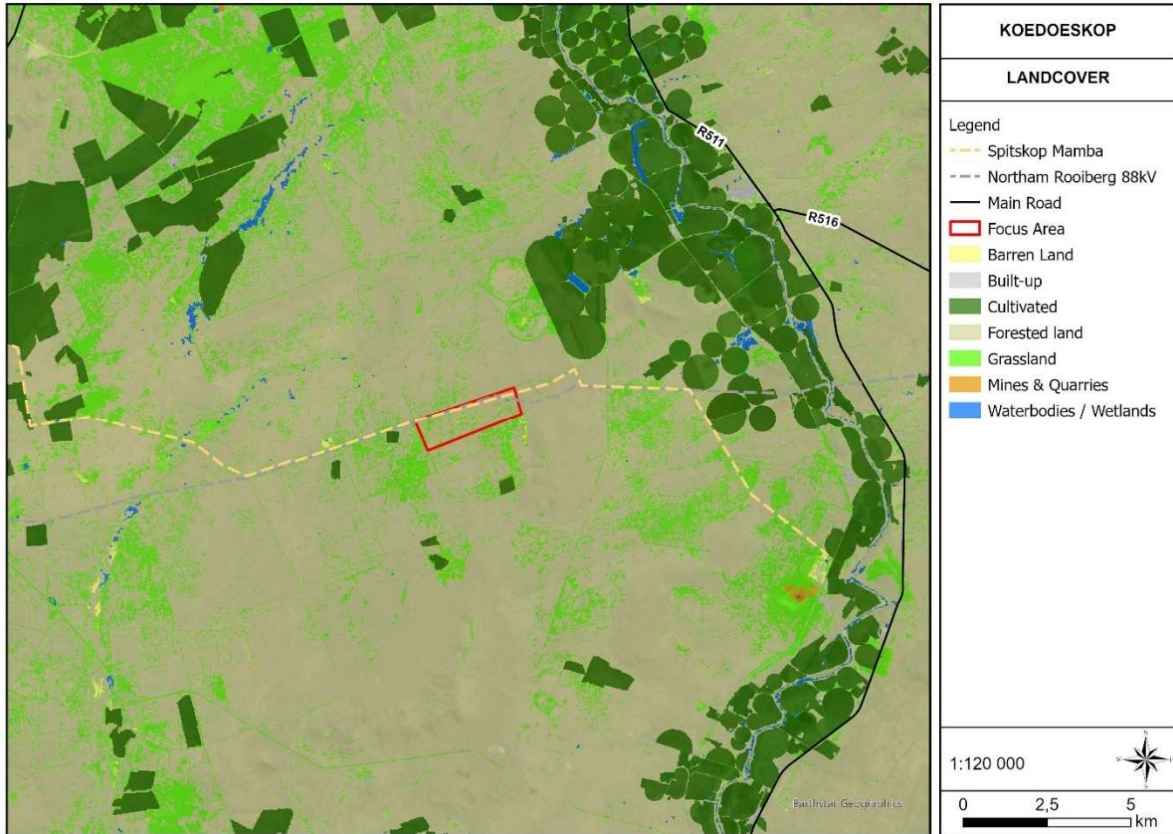 KOEDOESKOP
LANDCOVER
Legend
Spitskop Mamba
Northam Rooiberg 88kV
Main Road
Focus Area
Barren Land
Built-up
Cultivated
Forested land
Grassland
Mines & Quarries
Waterbodies / Wetlands
R511
R516
Earthstar Geographics
1:120 000
N
W
E
S
0 2,5 5
km